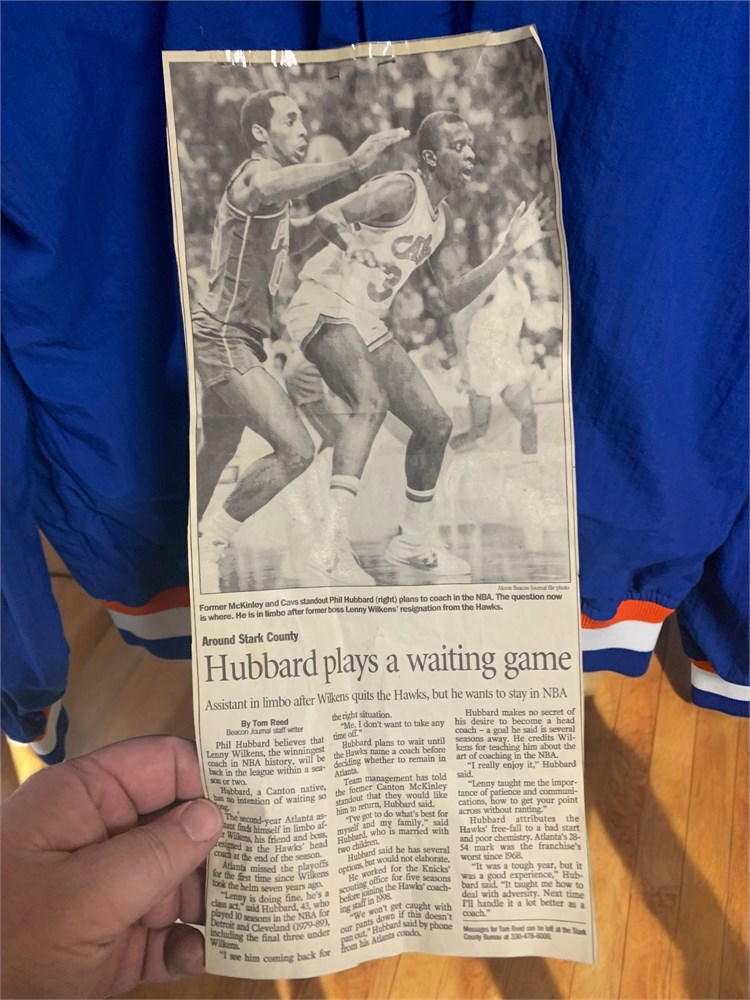 Cavs
35
Akron Beacon Journal file photo
Former McKinley and Cavs standout Phil Hubbard (right) plans to coach in the NBA. The question now
is where. He is in limbo after former boss Lenny Wilkens' resignation from the Hawks.
Around Stark County
Hubbard plays a waiting game
Assistant in limbo after Wilkens quits the Hawks, but he wants to stay in NBA
By Tom Reed
Beacon Journal staff writer
Phil Hubbard believes that
Lenny Wilkens, the winningest
coach in NBA history, will be
back in the league within a sea-
son or two.
Hubbard, a Canton native,
has no intention of waiting so
long.
The second-year Atlanta as-
finds himself in limbo af-
Wilkens, his friend and boss,
resigned as the Hawks' head
coach at the end of the season.
Atlanta missed the playoffs
for the first time since Wilkens
took the helm seven years ago.
"Lenny is doing fine, he's a
class act," said Hubbard, 43, who
played 10 seasons in the NBA for
Detroit and Cleveland (1979-89),
including the final three under
Wilkens.
"I see him coming back for
the right situation.
"Me, I don't want to take any
time off."
Hubbard plans to wait until
the Hawks name a coach before
deciding whether to remain in
Atlanta.
Team management has told
the former Canton McKinley
standout that they would like
him to return, Hubbard said.
"I've got to do what's best for
myself and my family," said
Hubbard, who is married with
two children.
Hubbard said he has several
options, but would not elaborate.
He worked for the Knicks'
scouting office for five seasons
before joining the Hawks' coach-
ing staff in 1998.
"We won't get caught with
our pants down if this doesn't
pan out," Hubbard said by phone
from his Atlanta condo.
Hubbard makes no secret of
his desire to become a head
coach – a goal he said is several
seasons away. He credits Wil-
kens for teaching him about the
art of coaching in the NBA.
"I really enjoy it," Hubbard
said.
"Lenny taught me the impor-
tance of patience and communi-
cations, how to get your point
across without ranting."
Hubbard attributes the
Hawks' free-fall to a bad start
and poor chemistry. Atlanta's 28-
54 mark was the franchise's
worst since 1968.
"It was a tough year, but it
was a good experience," Hub-
bard said. "It taught me how to
deal with adversity. Next time
I'll handle it a lot better as a
coach."
Messages for Tom Reed can be left at the Stark
County Bureau at 330-478-6000.